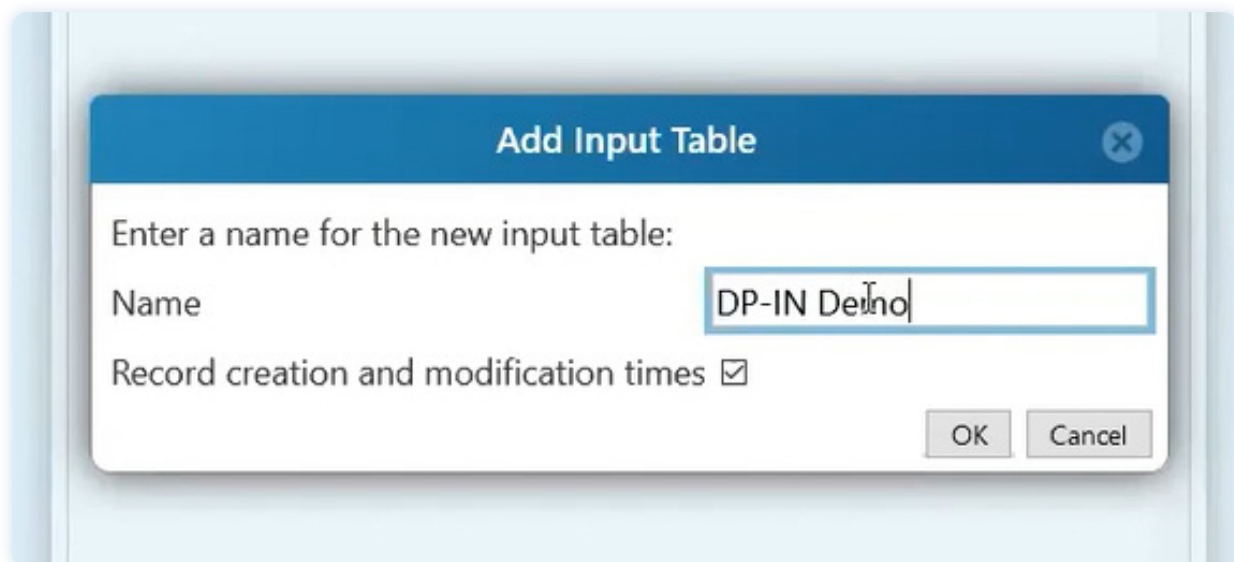 Add Input Table
Enter a name for the new input table:
Name
DP-IN Demo
Record creation and modification times
OK
Cancel